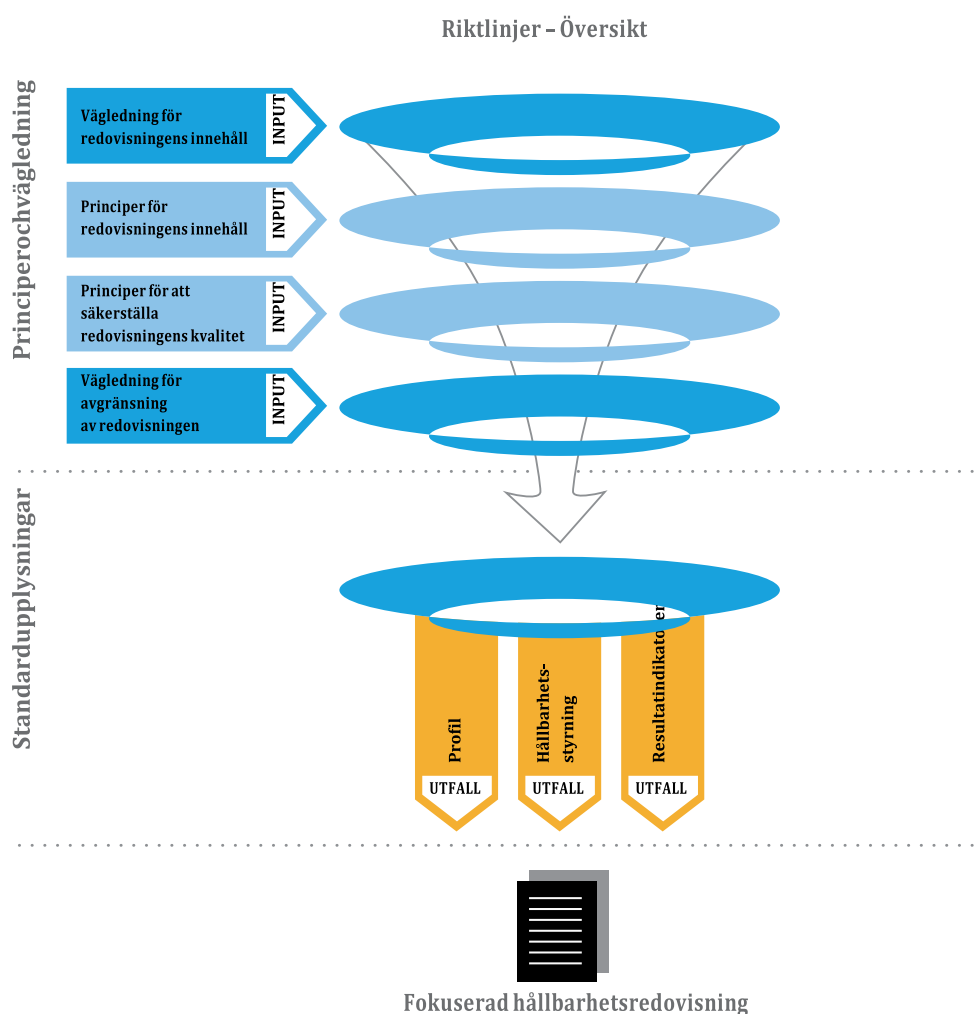 Riktlinjer – Översikt
Principerochvägledning
Vägledning för
redovisningens innehåll
INPUT
Principer för
redovisningens innehåll
INPUT
Principer för att
säkerställa
redovisningens kvalitet
INPUT
Vägledning för
avgränsning
av redovisningen
INPUT
Standardupplysningar
Profil
UTFALL
Hållbarhets-
styrning
UTFALL
Resultatindikatorer
UTFALL
Fokuserad hållbarhetsredovisning